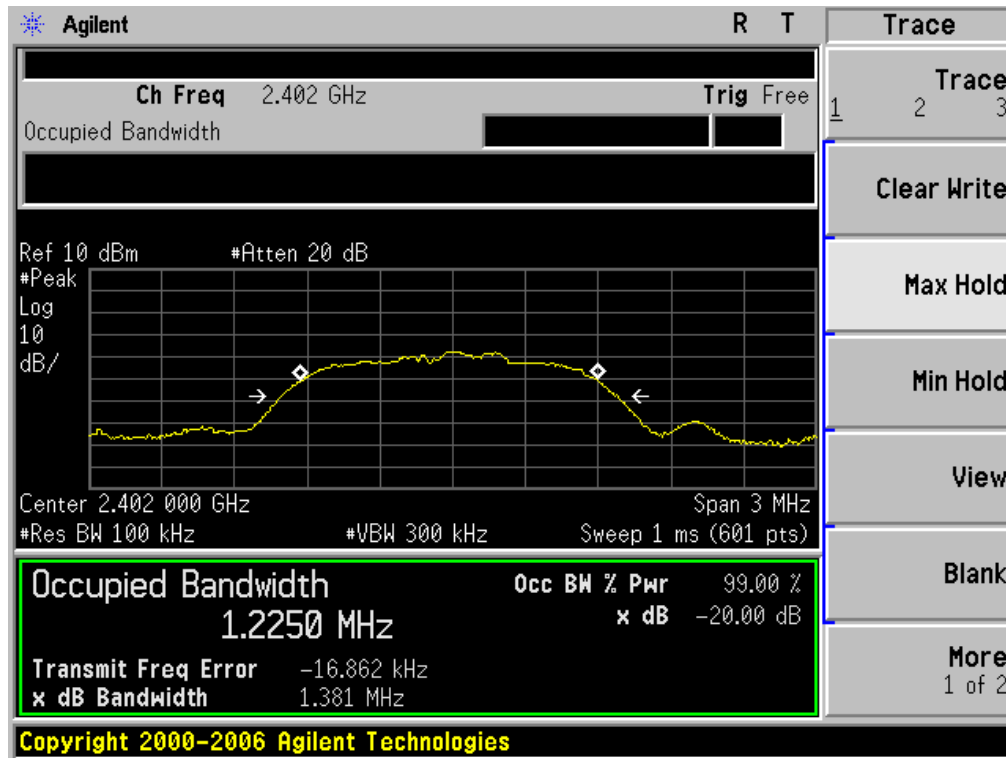 Agilent R T Trace
Ch Freq 2.402 GHz Trig Free
Occupied Bandwidth
Trace
1 2 3
Clear Write
Max Hold
Min Hold
View
Blank
More
1 of 2
Ref 10 dBm #Atten 20 dB
#Peak
Log
10
dB/
Center 2.402 000 GHz Span 3 MHz
#Res BW 100 kHz #VBW 300 kHz Sweep 1 ms (601 pts)
Occupied Bandwidth Occ BW % Pwr 99.00 %
1.2250 MHz x dB -20.00 dB
Transmit Freq Error -16.862 kHz
x dB Bandwidth 1.381 MHz
Copyright 2000-2006 Agilent Technologies